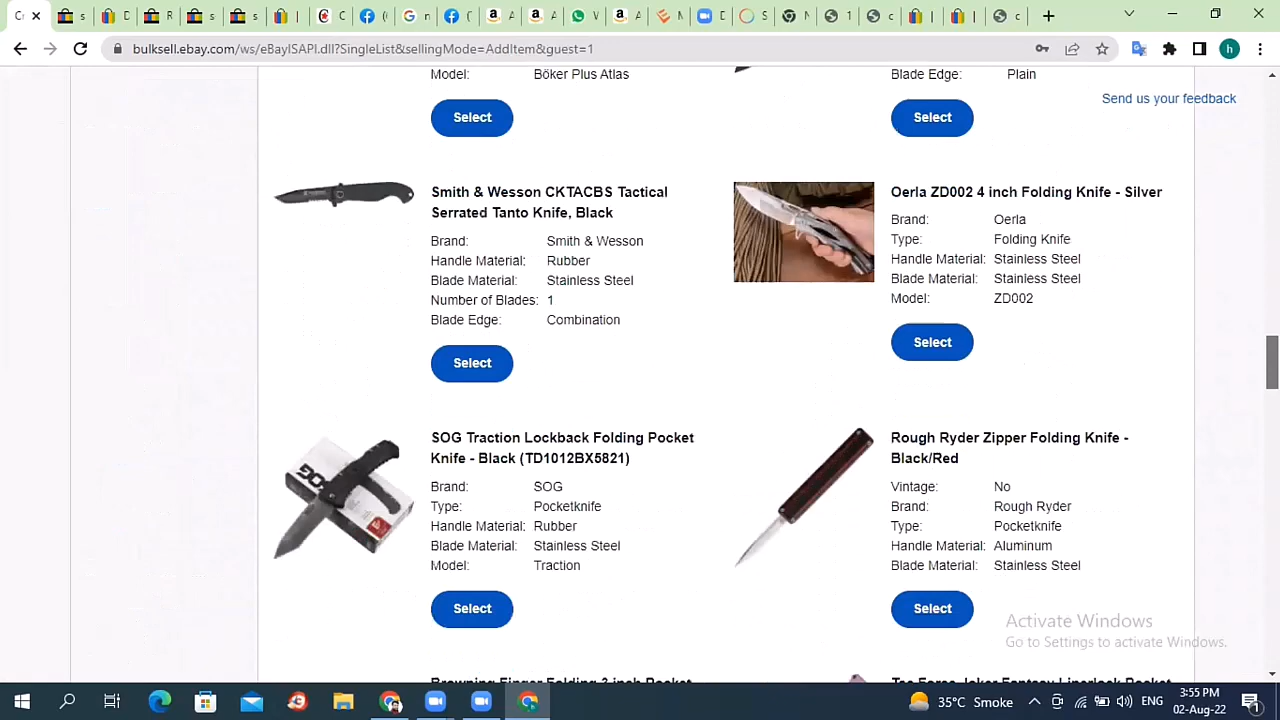 bulksell.ebay.com/ws/eBayISAPI.dll?SingleList&sellingMode=AddItem&guest=1
Model: Böker Plus Atlas
Blade Edge: Plain
Send us your feedback
Select
Select
Smith & Wesson CKTACBS Tactical
Serrated Tanto Knife, Black
Brand: Smith & Wesson
Handle Material: Rubber
Blade Material: Stainless Steel
Number of Blades: 1
Blade Edge: Combination
Select
Oerla ZD002 4 inch Folding Knife - Silver
Brand: Oerla
Type: Folding Knife
Handle Material: Stainless Steel
Blade Material: Stainless Steel
Model: ZD002
Select
SOG Traction Lockback Folding Pocket
Knife - Black (TD1012BX5821)
Brand: SOG
Type: Pocketknife
Handle Material: Rubber
Blade Material: Stainless Steel
Model: Traction
Select
SOG
Rough Ryder Zipper Folding Knife -
Black/Red
Vintage: No
Brand: Rough Ryder
Type: Pocketknife
Handle Material: Aluminum
Blade Material: Stainless Steel
Select
Activate Windows
Go to Settings to activate Windows.
35°C Smoke
ENG
3:55 PM
02-Aug-22